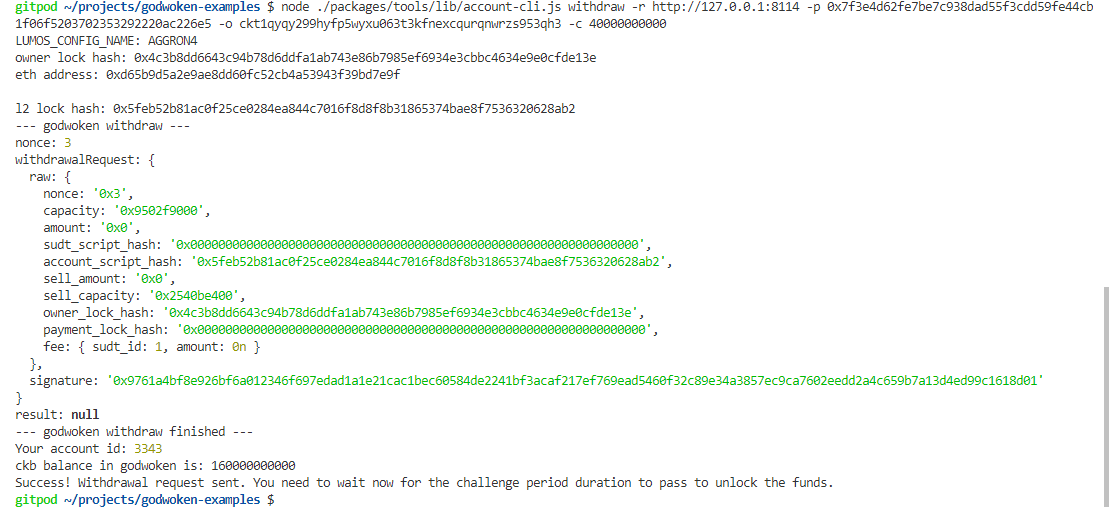 gitpod ~/projects/godwoken-examples $ node ./packages/tools/lib/account-cli.js withdraw -r http://127.0.0.1:8114 -p 0x7f3e4d62fe7be7c938dad55f3cdd59fe44cb
1f06f5203702353292220ac226e5 -o ckt1qyqy299hyfp5wyxu063t3kfnexcqurqnwrzs953qh3 -c 40000000000
LUMOS_CONFIG_NAME: AGGRON4
owner lock hash: 0x4c3b8dd6643c94b78d6ddfa1ab743e86b7985ef6934e3cbbc4634e9e0cfde13e
eth address: 0xd65b9d5a2e9ae8dd60fc52cb4a53943f39bd7e9f
l2 lock hash: 0x5feb52b81ac0f25ce0284ea844c7016f8d8f8b31865374bae8f7536320628ab2
--- godwoken withdraw ---
nonce: 3
withdrawalRequest: {
raw: {
nonce: '0x3',
capacity: '0x9502f9000',
amount: '0x0',
sudt_script_hash: '0x0000000000000000000000000000000000000000000000000000000000000000',
account_script_hash: '0x5feb52b81ac0f25ce0284ea844c7016f8d8f8b31865374bae8f7536320628ab2',
sell_amount: '0x0',
sell_capacity: '0x2540be400',
owner_lock_hash: '0x4c3b8dd6643c94b78d6ddfa1ab743e86b7985ef6934e3cbbc4634e9e0cfde13e',
payment_lock_hash: '0x0000000000000000000000000000000000000000000000000000000000000000',
fee: { sudt_id: 1, amount: 0n }
},
signature: '0x9761a4bf8e926bf6a012346f697edad1a1e21cac1bec60584de2241bf3acaf217ef769ead5460f32c89e34a3857ec9ca7602eedd2a4c659b7a13d4ed99c1618d01'
}
result: null
--- godwoken withdraw finished ---
Your account id: 3343
ckb balance in godwoken is: 160000000000
Success! Withdrawal request sent. You need to wait now for the challenge period duration to pass to unlock the funds.
gitpod ~/projects/godwoken-examples $